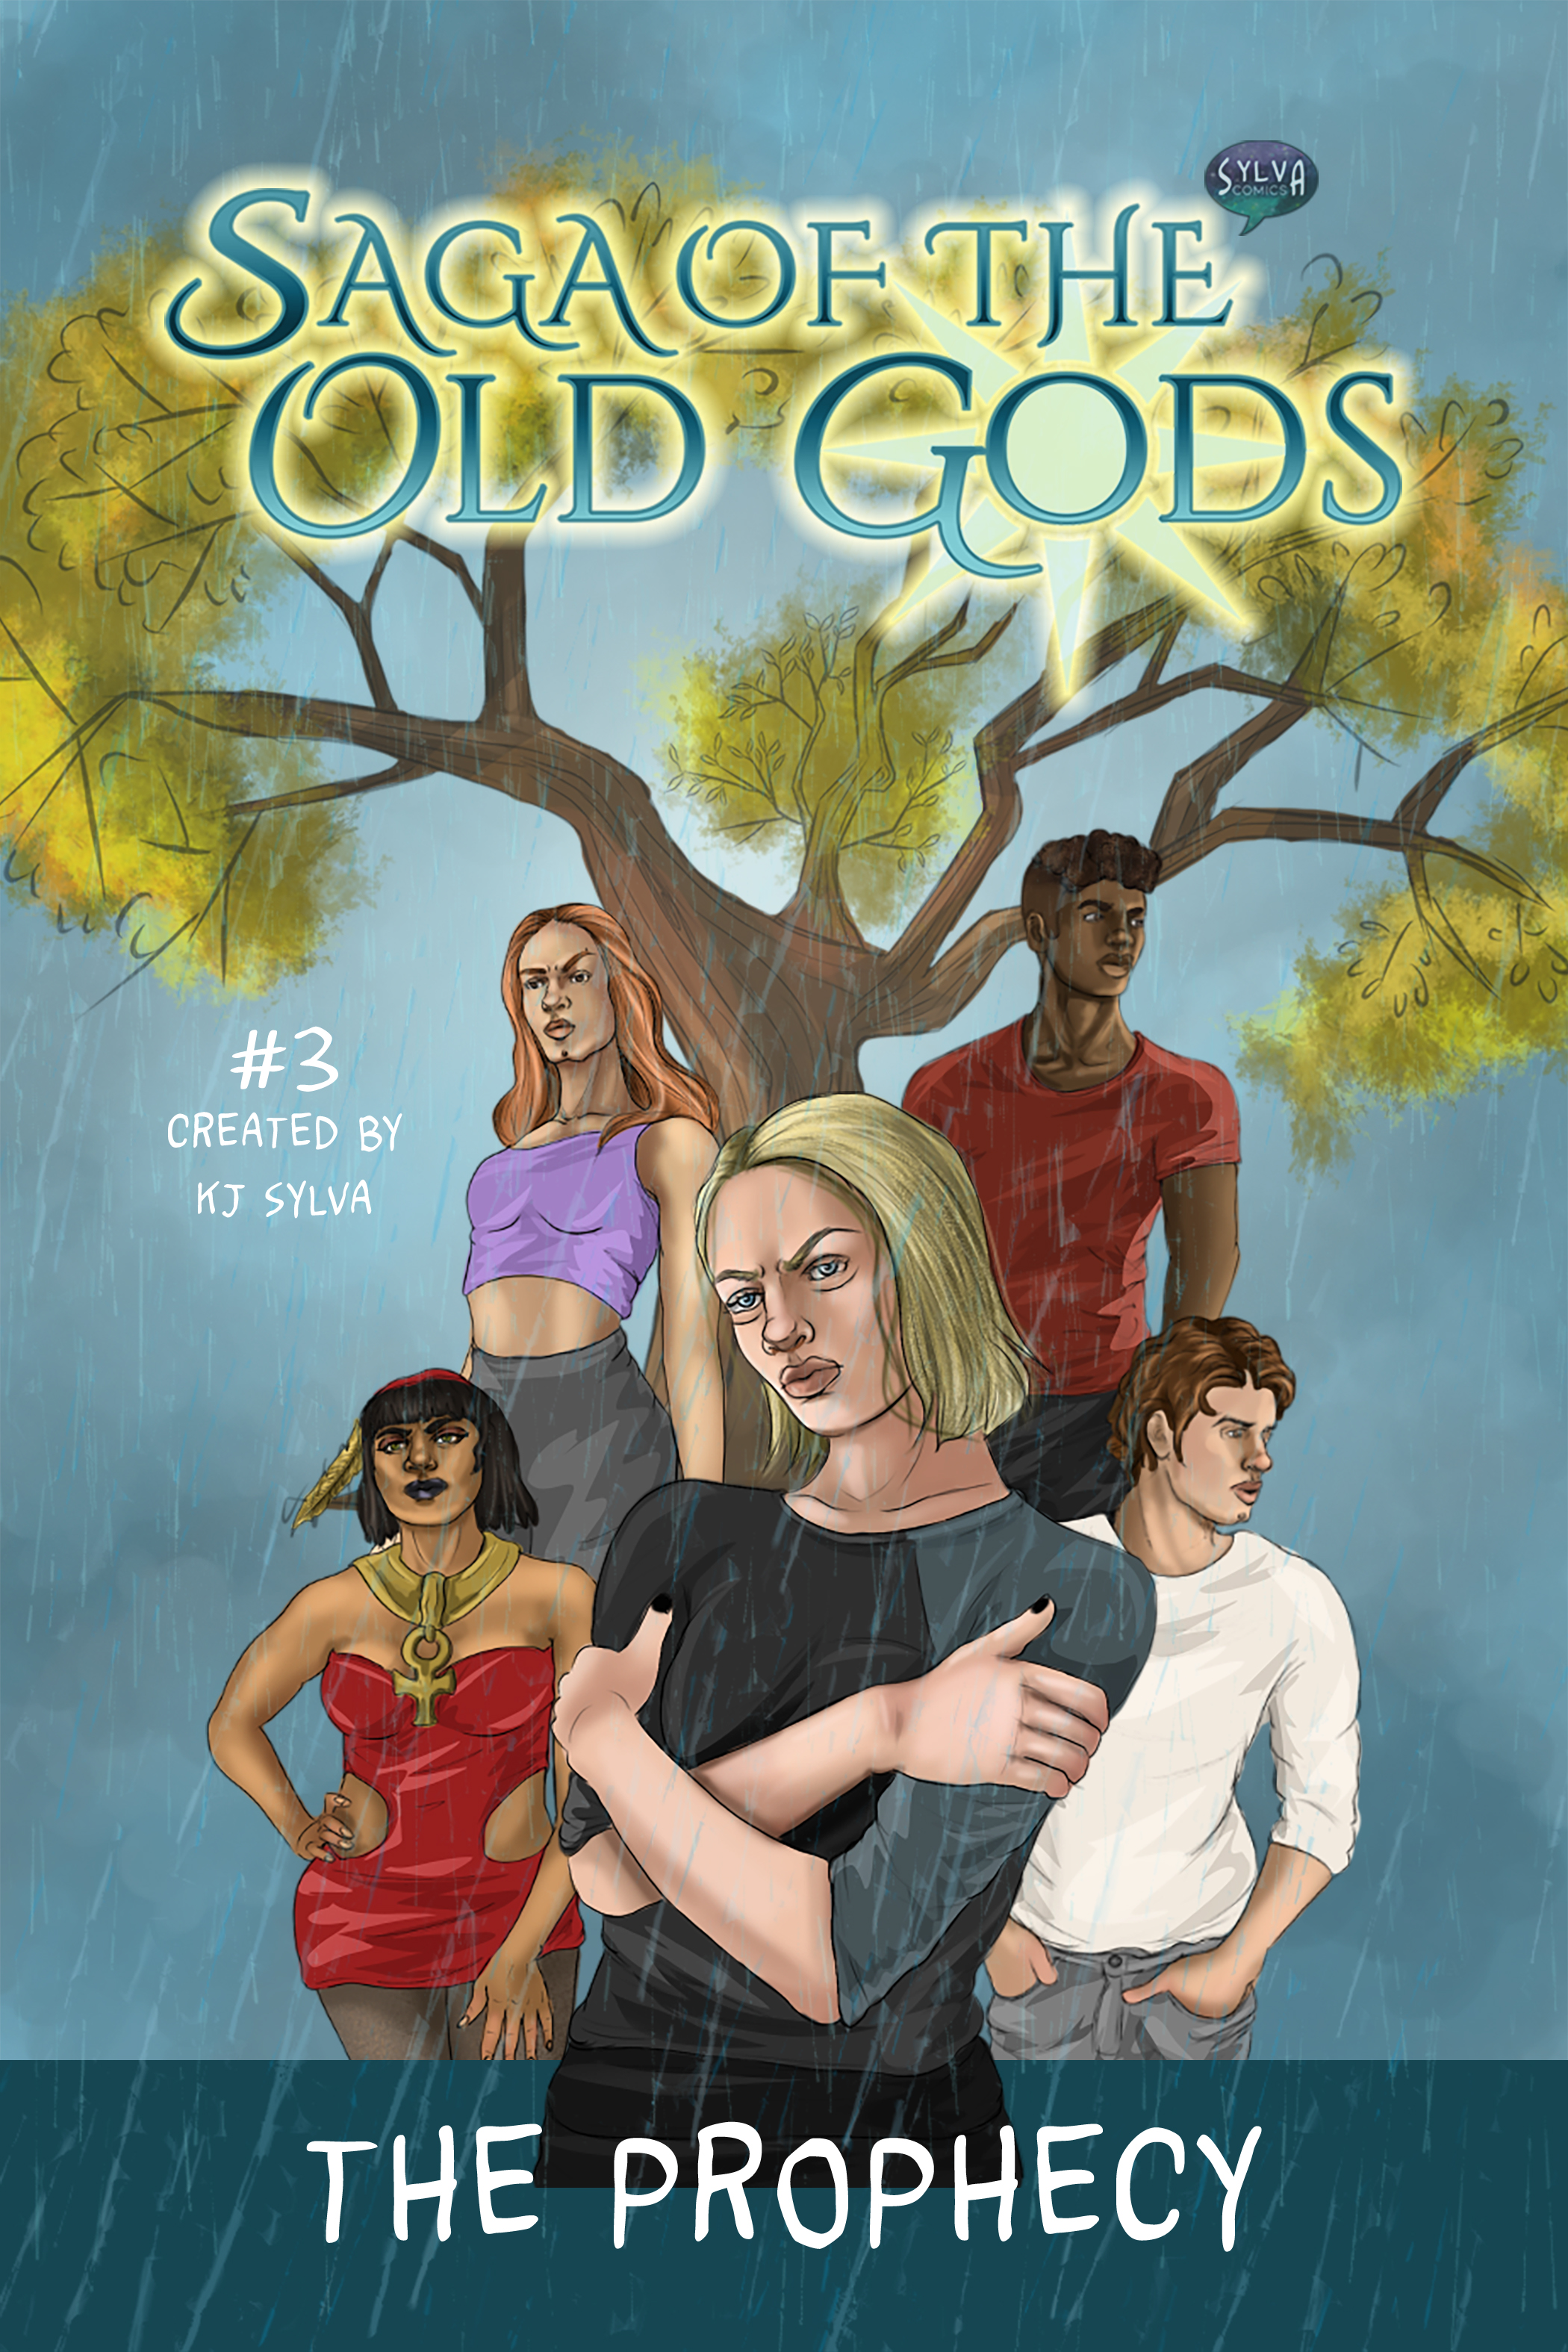 SYLVA
COMICS
SAGA OF THE
OLD GODS
#3
CREATED BY
KJ SYLVA
THE PROPHECY